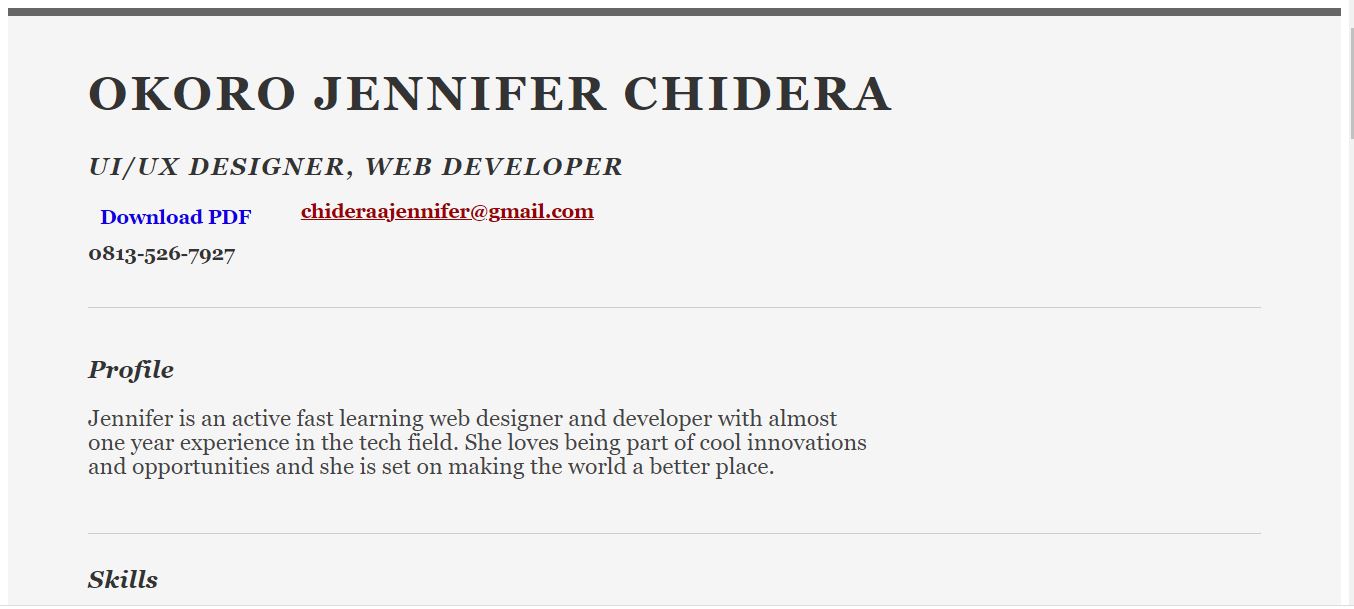 OKORO JENNIFER CHIDERA
UI/UX DESIGNER, WEB DEVELOPER
Download PDF chideraajennifer@gmail.com
0813-526-7927
Profile
Jennifer is an active fast learning web designer and developer with almost
one year experience in the tech field. She loves being part of cool innovations
and opportunities and she is set on making the world a better place.
Skills